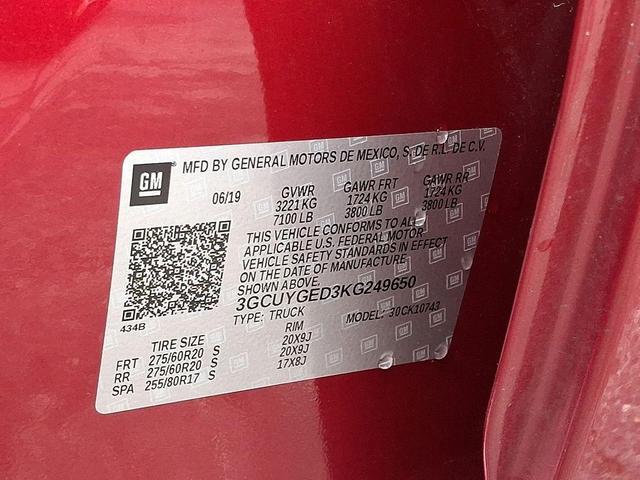 GM MFD BY GENERAL MOTORS DE MEXICO, S. DE R.L. DE C.V.
06/19 GVWR GAWR FRT GAWR RR
3221 KG 1724 KG 1724 KG
7100 LB 3800 LB 3800 LB
THIS VEHICLE CONFORMS TO ALL
APPLICABLE U.S. FEDERAL MOTOR
VEHICLE SAFETY STANDARDS IN EFFECT
ON THE DATE OF MANUFACTURE
SHOWN ABOVE.
3GCUYGED3KG249650
434B
TYPE: TRUCK MODEL: 30CK10743
TIRE SIZE RIM
FRT 275/60R20 S 20X9J
RR 275/60R20 S 20X9J
SPA 255/80R17 S 17X8J